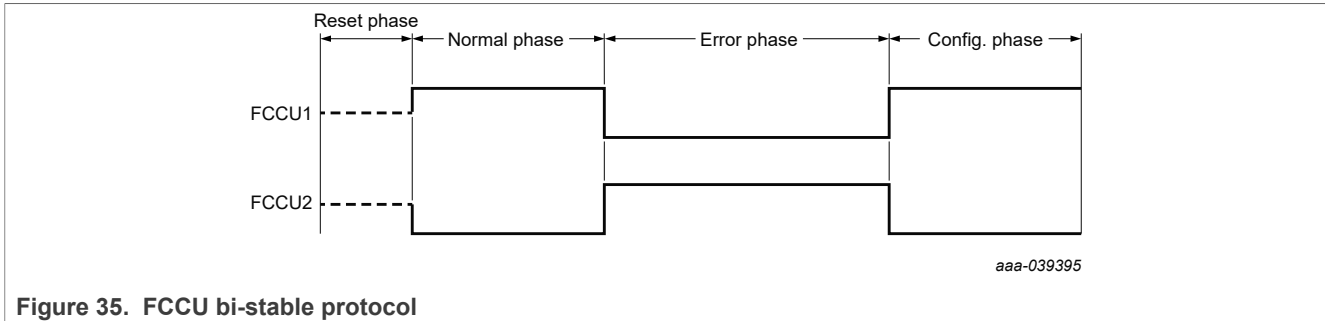 Reset phase
Normal phase
Error phase
Config. phase
FCCU1
FCCU2
aaa-039395
Figure 35. FCCU bi-stable protocol